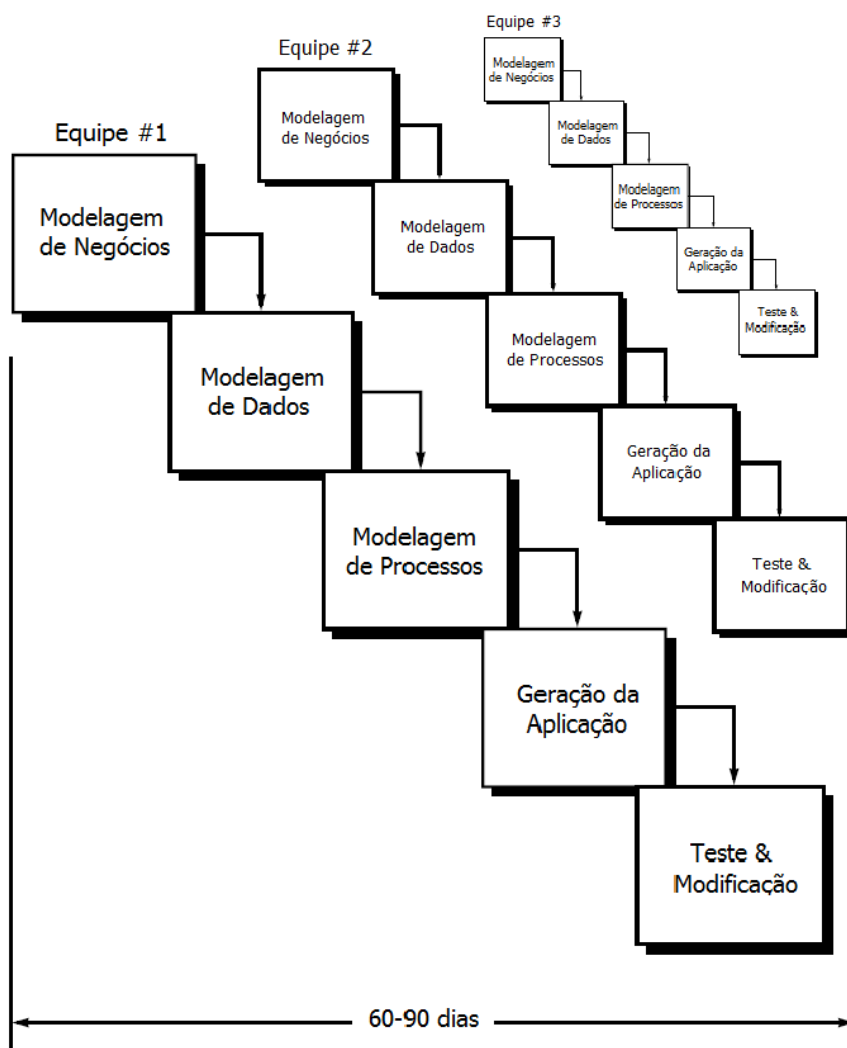 Equipe #1
Modelagem
de Negócios
Modelagem
de Dados
Modelagem
de Processos
Geração da
Aplicação
Teste &
Modificação
Equipe #2
Modelagem
de Negócios
Modelagem
de Dados
Modelagem
de Processos
Geração da
Aplicação
Teste &
Modificação
Equipe #3
Modelagem
de Negócios
Modelagem
de Dados
Modelagem
de Processos
Geração da
Aplicação
Teste &
Modificação
60-90 dias